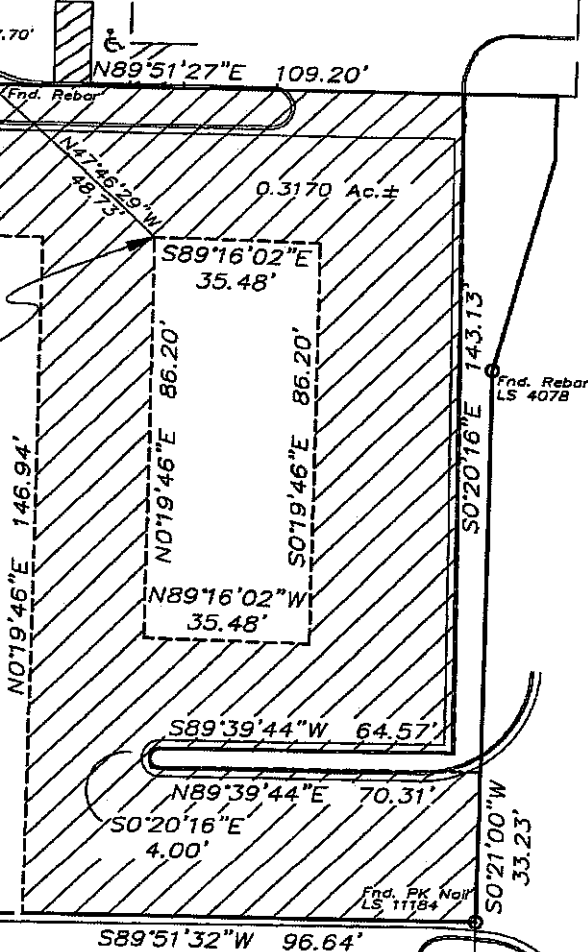 7.70'
N89°51'27"E 109.20'
Fnd. Rebar
N47°46'29"W
48.73'
0.3170 Ac.±
S89°16'02"E
35.48'
N0°19'46"E 86.20'
S0°19'46"E 86.20'
S0°20'16"E 143.13'
Fnd. Rebar
LS 4078
N0°19'46"E 146.94'
N89°16'02"W
35.48'
S89°39'44"W 64.57'
N89°39'44"E 70.31'
S0°20'16"E
4.00'
S0°21'00"W
33.23'
Fnd. PK Nail
LS 11184
S89°51'32"W 96.64'